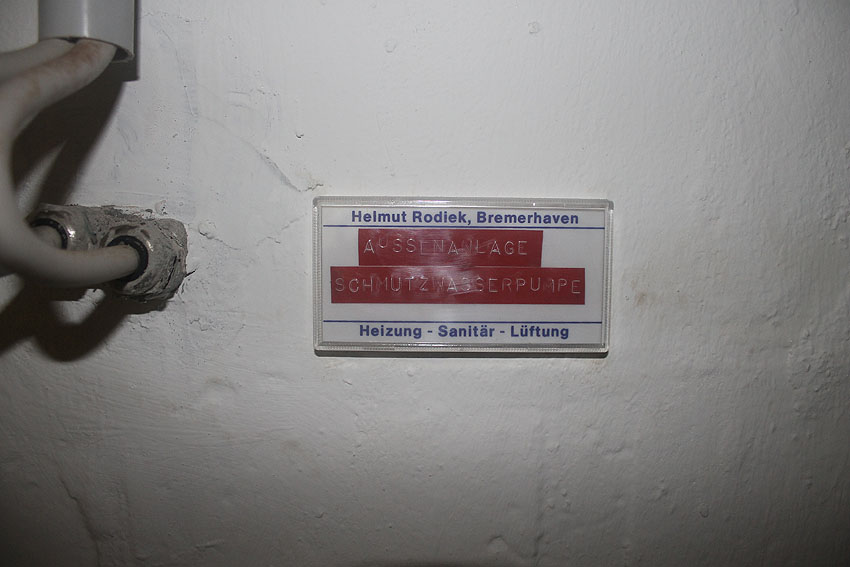 Helmut Rodiek, Bremerhaven
AUSSENANLAGE
SCHMUTZWASSERPUMPE
Heizung - Sanitär - Lüftung